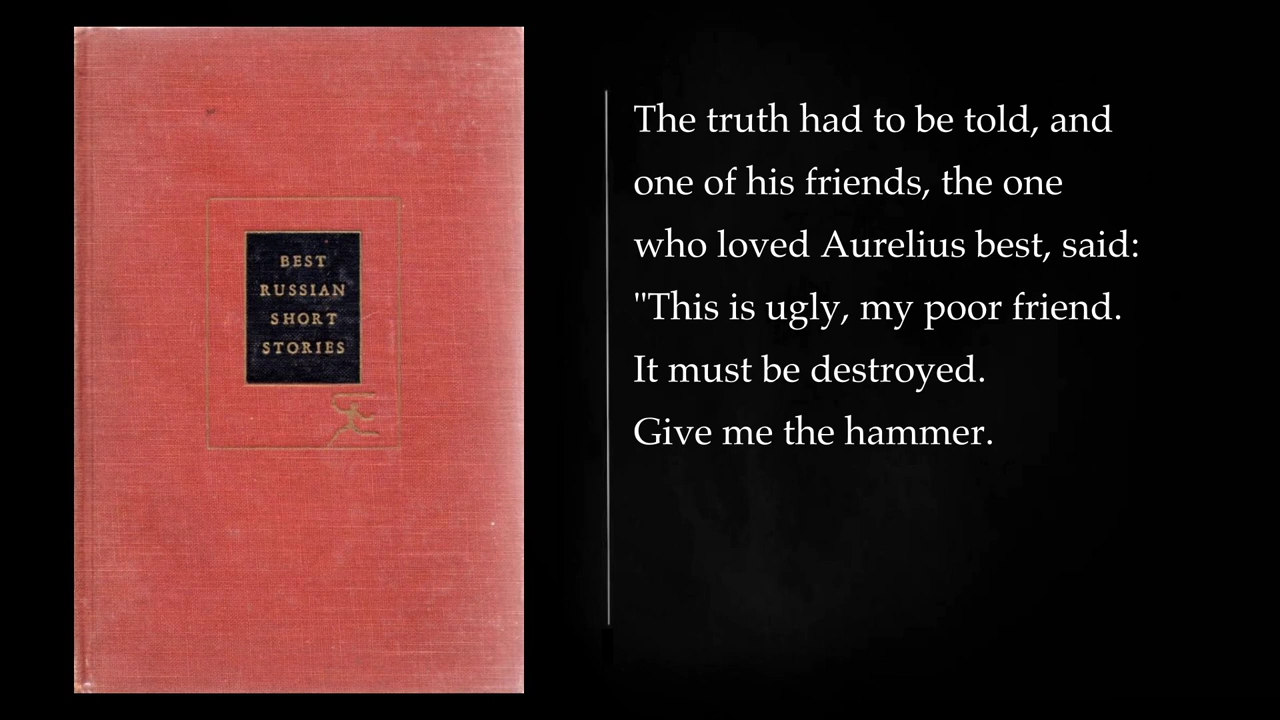 BEST
RUSSIAN
SHORT
STORIES
The truth had to be told, and
one of his friends, the one
who loved Aurelius best, said:
"This is ugly, my poor friend.
It must be destroyed.
Give me the hammer.